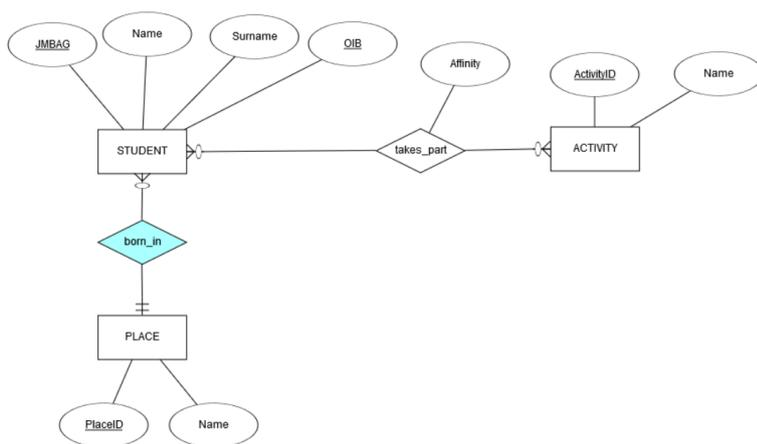 JMBAG
Name
Surname
OIB
Affinity
ActivityID
Name
STUDENT
takes_part
ACTIVITY
born_in
PLACE
PlaceID
Name